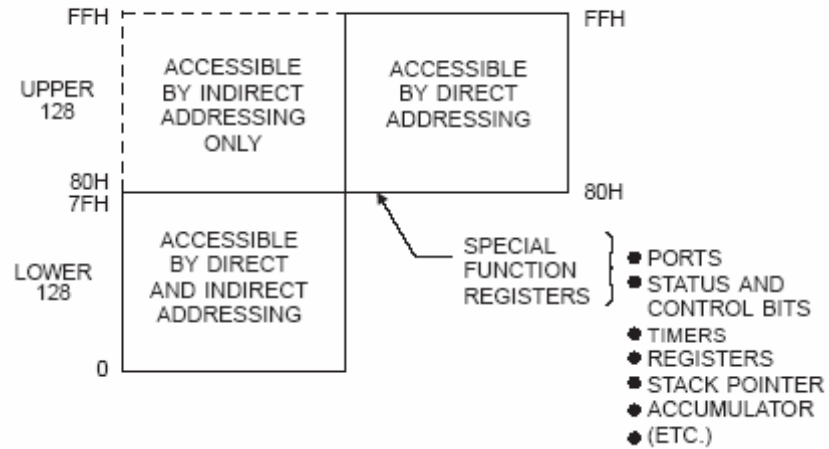 FFH
UPPER
128
80H
7FH
LOWER
128
0
ACCESSIBLE
BY INDIRECT
ADDRESSING
ONLY
ACCESSIBLE
BY DIRECT
ADDRESSING
FFH
80H
ACCESSIBLE
BY DIRECT
AND INDIRECT
ADDRESSING
SPECIAL
FUNCTION
REGISTERS
● PORTS
● STATUS AND
CONTROL BITS
● TIMERS
● REGISTERS
● STACK POINTER
● ACCUMULATOR
● (ETC.)